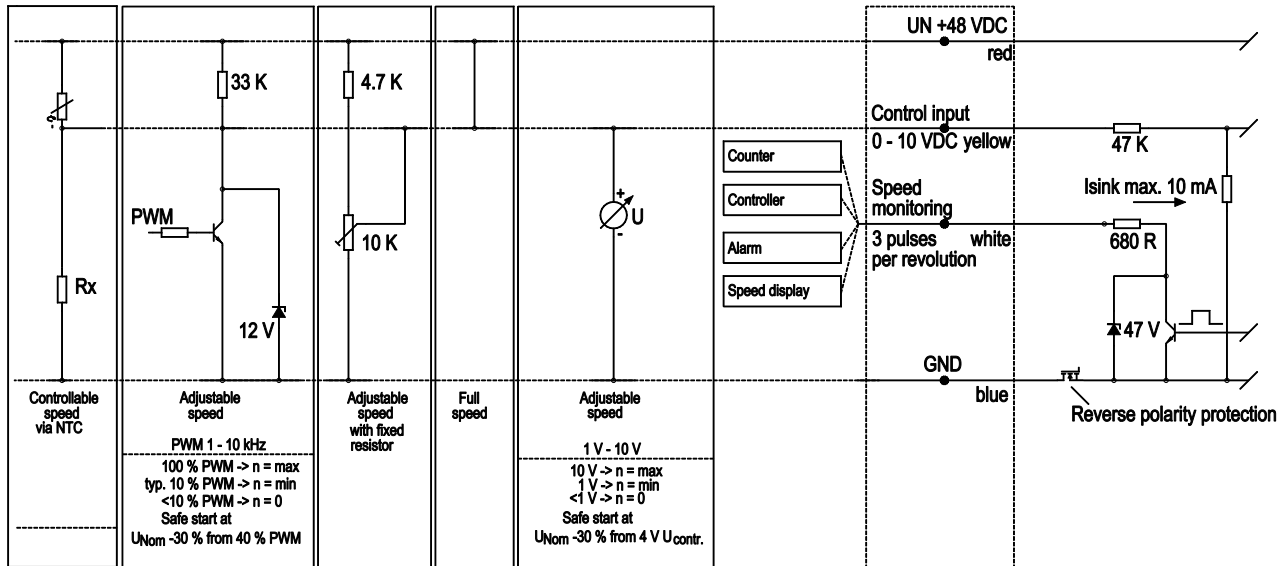 UN +48 VDC
red
33 K
4.7 K
-ϑ
Control input
0 - 10 VDC yellow
47 K
Counter
Controller
Alarm
Speed display
Speed
monitoring
3 pulses
per revolution
white
Isink max. 10 mA
680 R
PWM
10 K
+
U
-
Rx
12 V
47 V
GND
blue
Reverse polarity protection
Controllable
speed
via NTC
Adjustable
speed
PWM 1 - 10 kHz
100 % PWM -> n = max
typ. 10 % PWM -> n = min
<10 % PWM -> n = 0
Safe start at
UNom -30 % from 40 % PWM
Adjustable
speed
with fixed
resistor
Full
speed
Adjustable
speed
1 V - 10 V
10 V -> n = max
1 V -> n = min
<1 V -> n = 0
Safe start at
UNom -30 % from 4 V Ucontr.